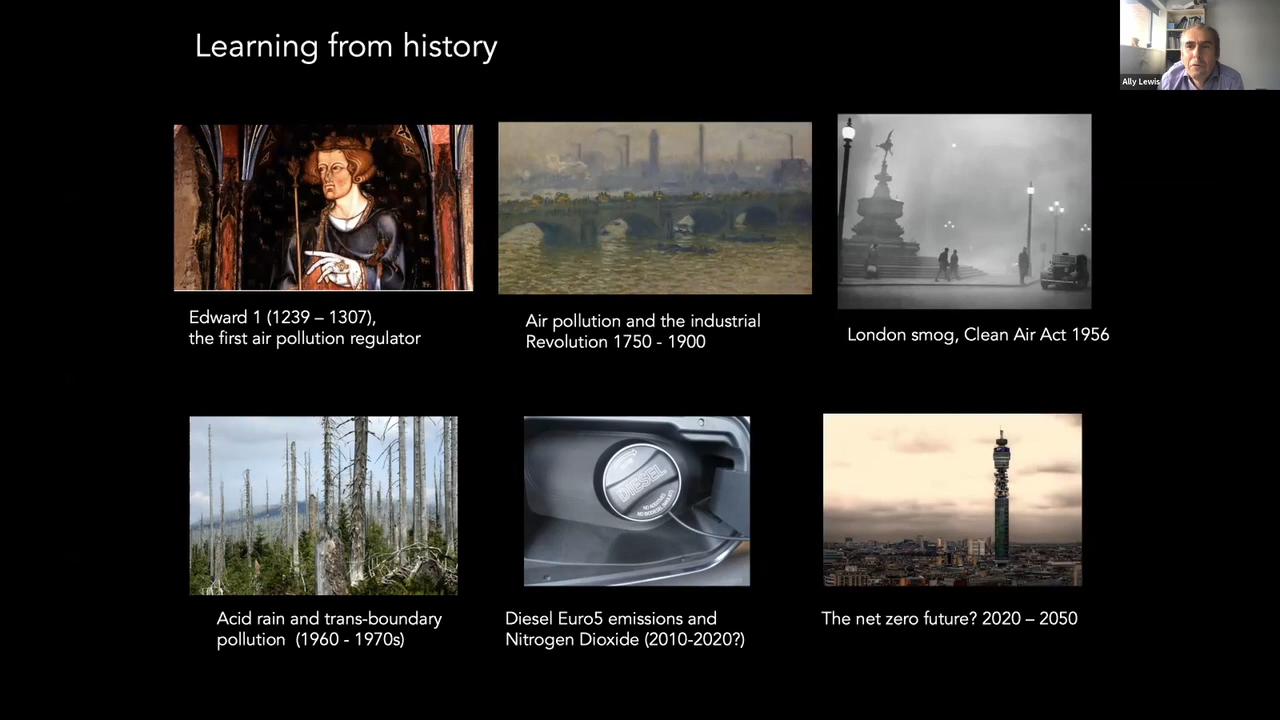 Learning from history
Ally Lewis
Edward 1 (1239 – 1307),
the first air pollution regulator
Air pollution and the industrial
Revolution 1750 - 1900
London smog, Clean Air Act 1956
DIESEL
Acid rain and trans-boundary
pollution (1960 - 1970s)
Diesel Euro5 emissions and
Nitrogen Dioxide (2010-2020?)
The net zero future? 2020 – 2050